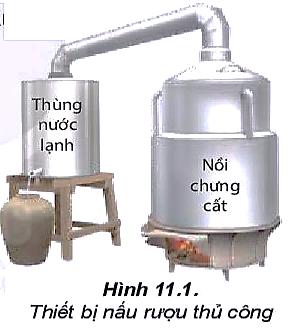 Thùng
nước
lạnh
Nồi
chưng
cất
Hình 11.1.
Thiết bị nấu rượu thủ công